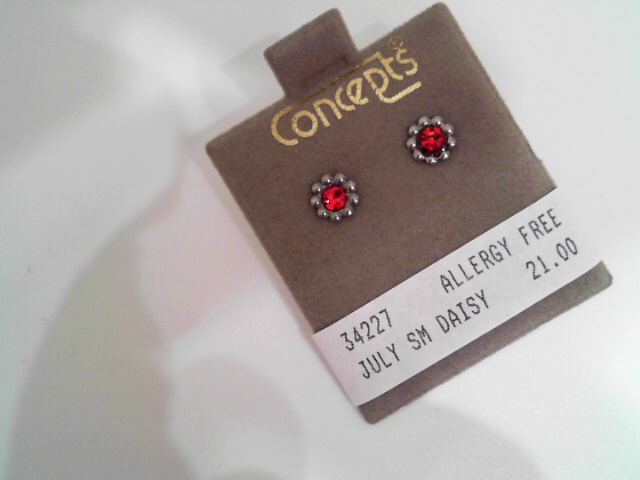 Concepts®
34227 ALLERGY FREE
JULY SM DAISY 21.00